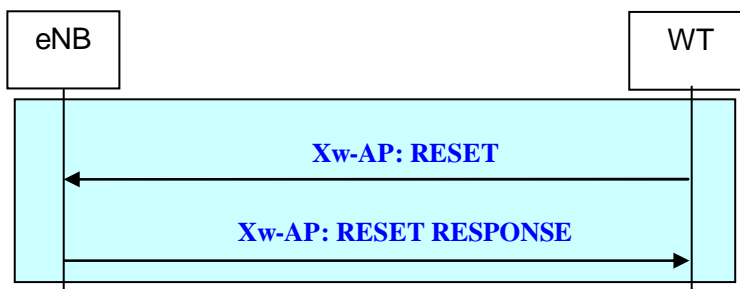 eNB
WT
Xw-AP: RESET
Xw-AP: RESET RESPONSE